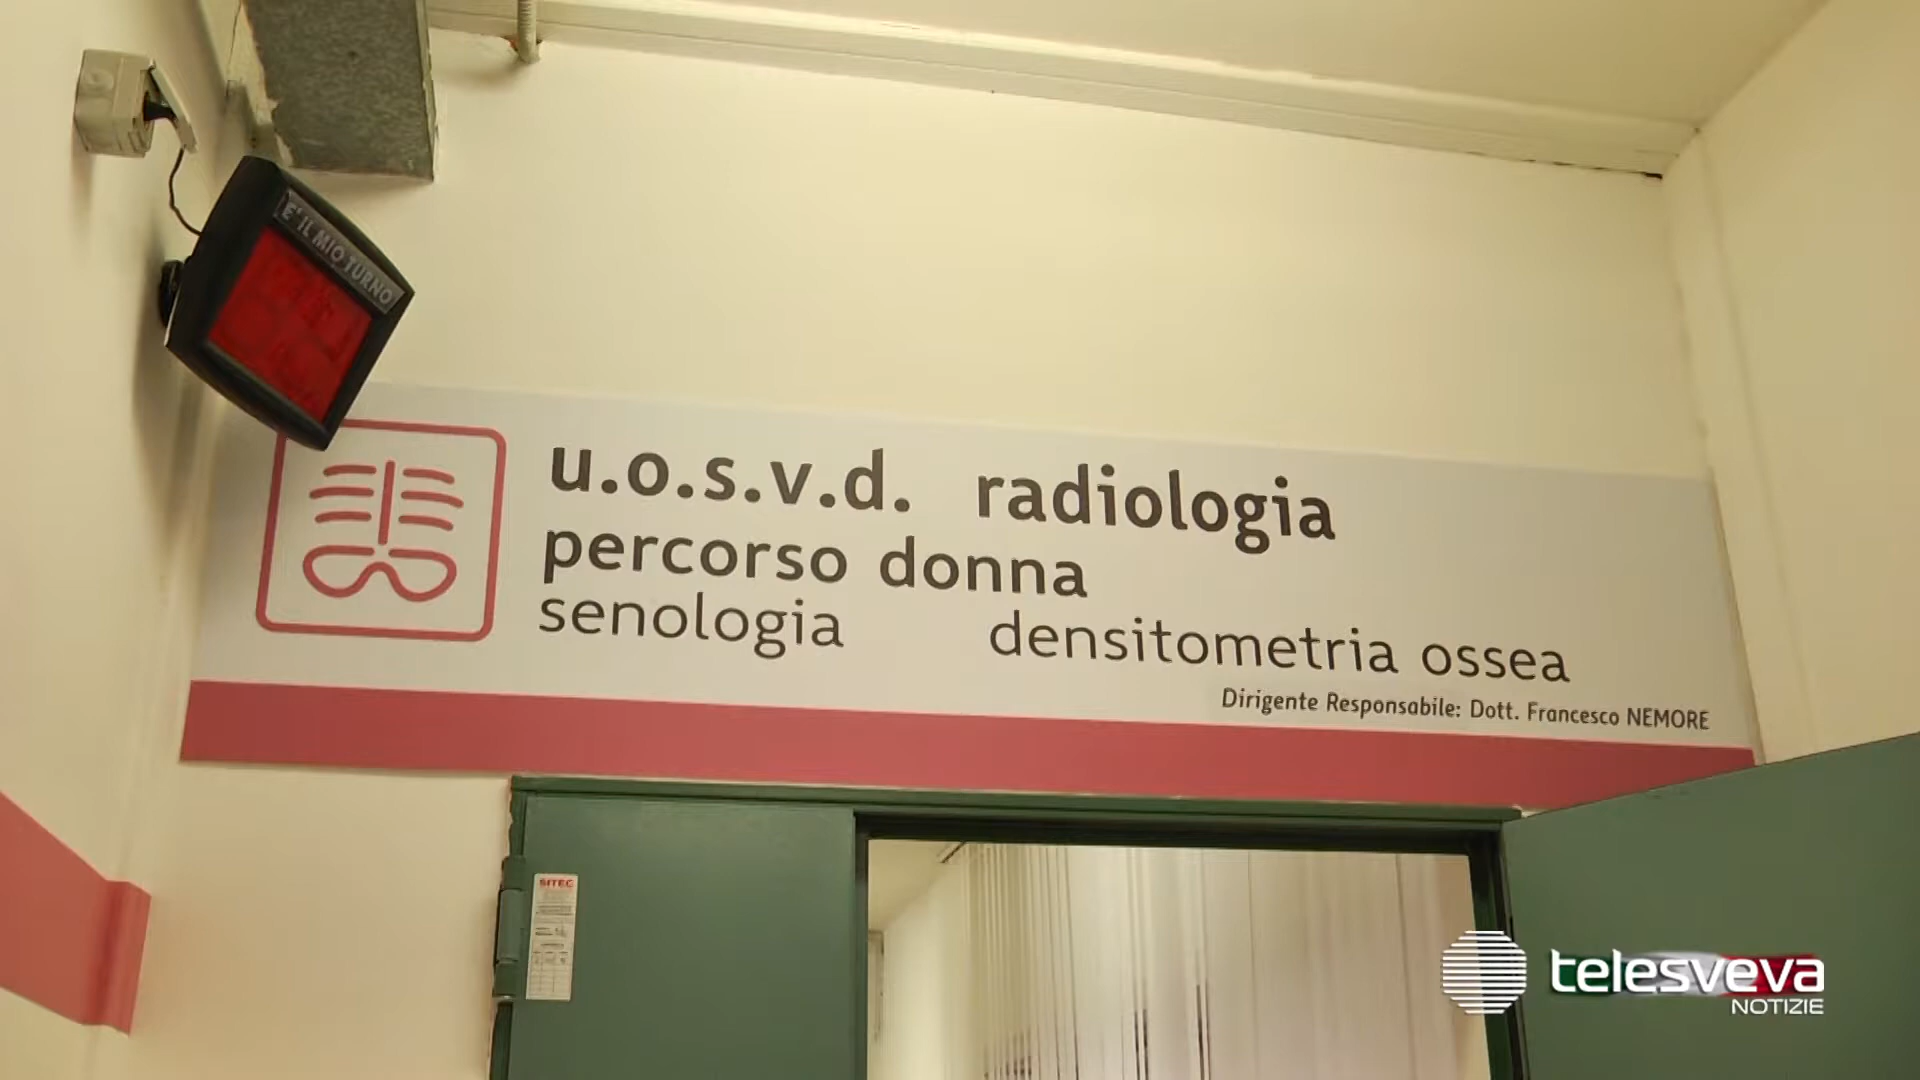 E' IL MIO TURNO
u.o.s.v.d. radiologia
percorso donna
senologia densitometria ossea
Dirigente Responsabile: Dott. Francesco NEMORE
SITEC
telesveva
NOTIZIE